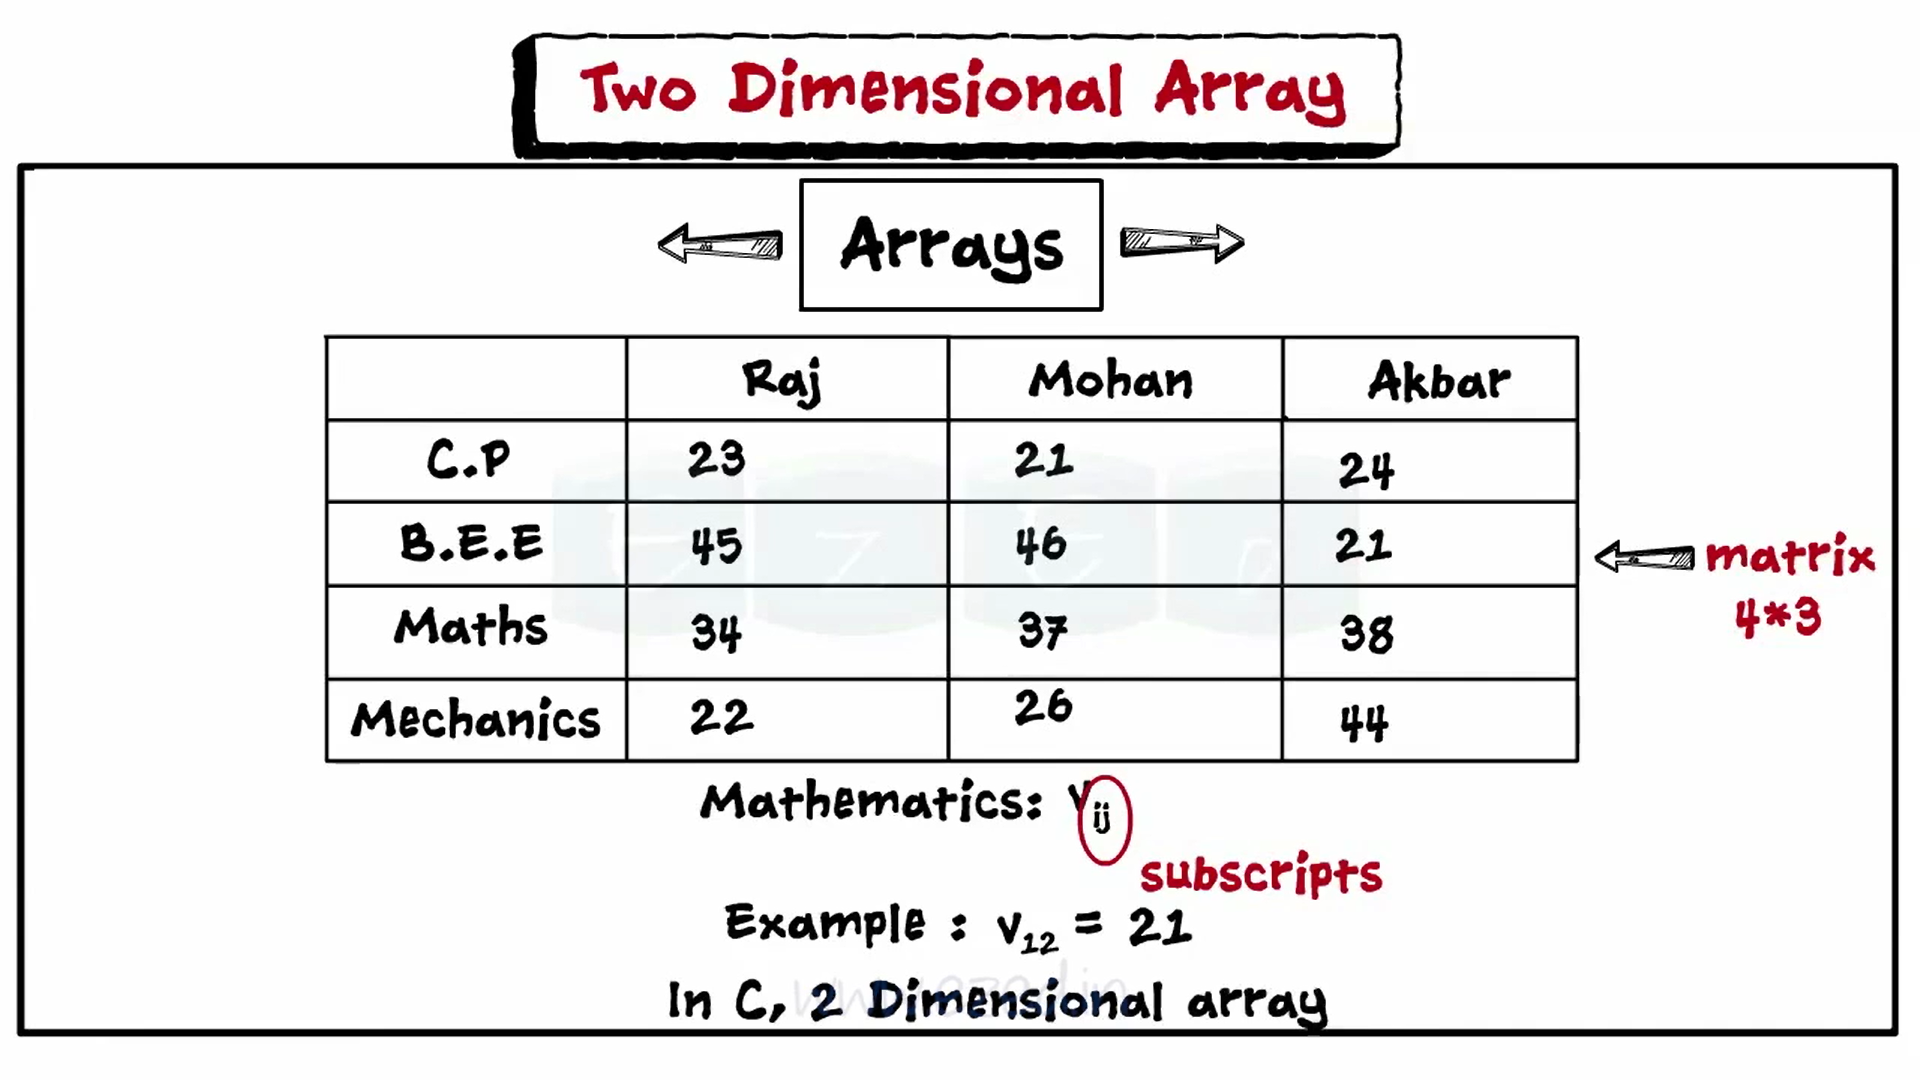 Two Dimensional Array
Arrays
Raj Mohan Akbar
C.P 23 21 24
B.E.E 45 46 21
Maths 34 37 38
Mechanics 22 26 44
matrix
4*3
Mathematics: vij
subscripts
Example : v12 = 21
In C, 2 Dimensional array